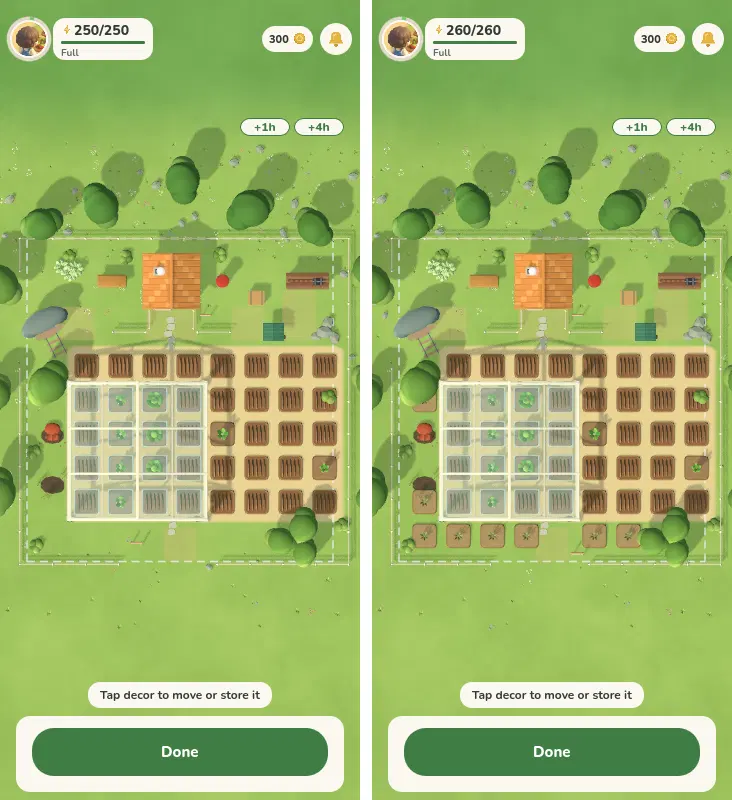 250/250
Full
300
+1h
+4h
Tap decor to move or store it
Done
260/260
Full
300
+1h
+4h
Tap decor to move or store it
Done